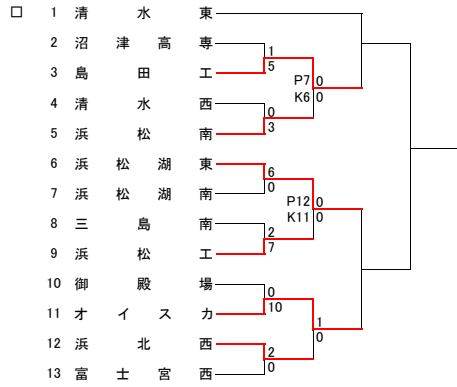 □ 1 清水東
2 沼津高専
1
3 島田工
5
P7 0
4 清水西
K6 0
0
5 浜松南
3
6 浜松湖東
6
7 浜松湖南
0
P12 0
8 三島南
K11 0
2
9 浜松工
7
10 御殿場
0
11 オイスカ
10
1
12 浜北西
0
2
13 富士宮西
0